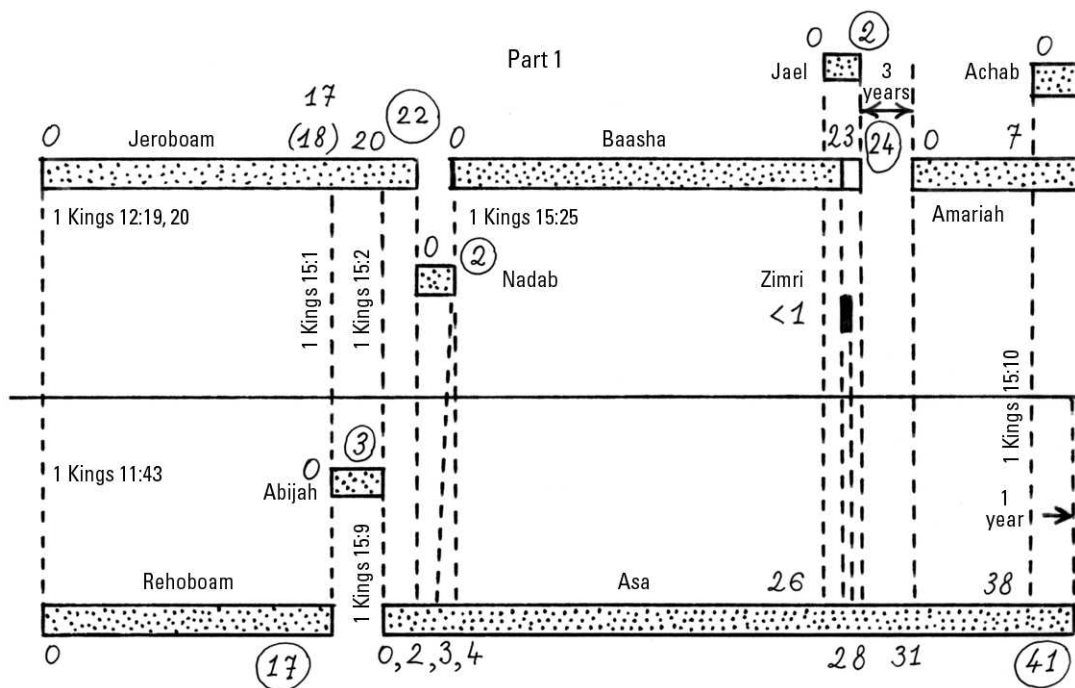 Part 1
0 ②
Jael
3
years
0
Achab
17
0 Jeroboam (18) 20 ㉒ 0 Baasha 23 ㉔ 0 7
1 Kings 12:19, 20
1 Kings 15:1
1 Kings 15:2
1 Kings 15:25
Amariah
0 ②
Nadab
Zimri
<1
1 Kings 15:10
1 Kings 11:43
0 ③
Abijah
1 Kings 15:9
1
year
Rehoboam
Asa
26
38
0 ⑰ 0, 2, 3, 4 28 31 ㊶